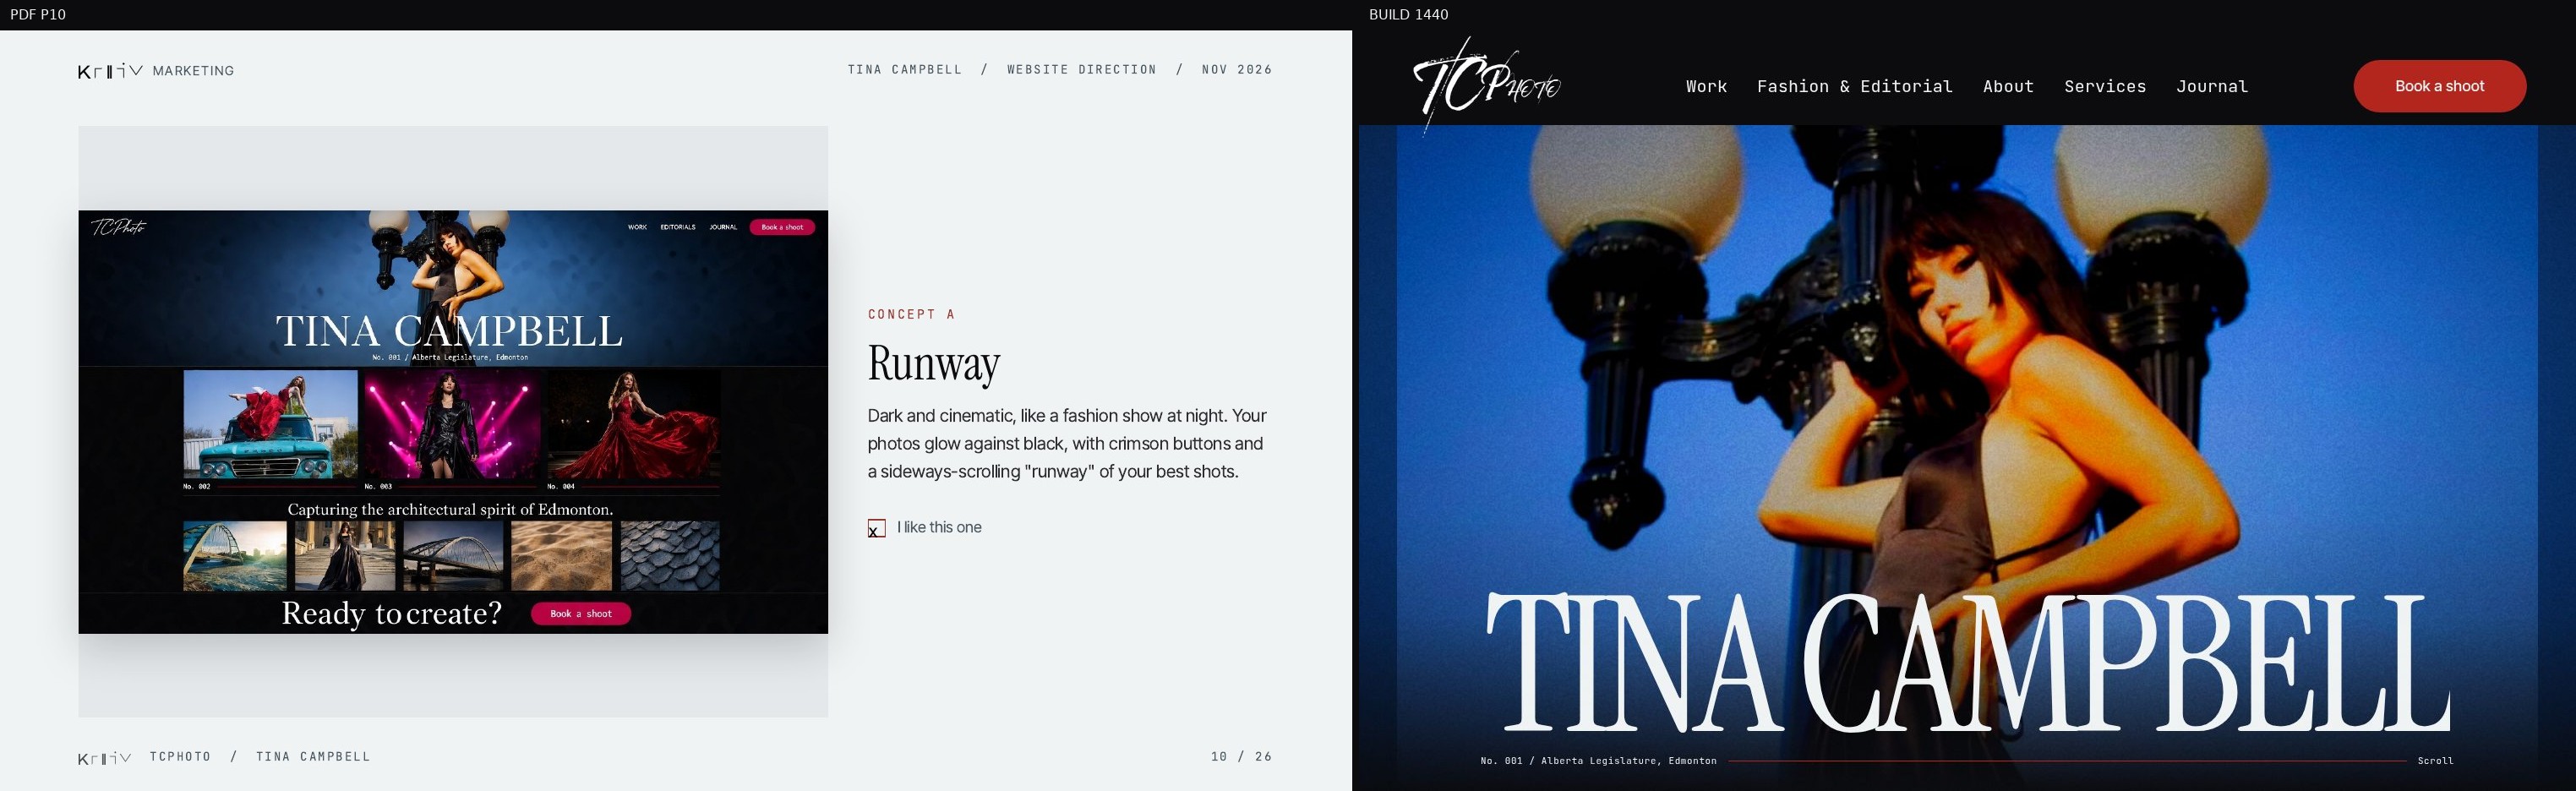 PDF P10
Kriiv MARKETING
TINA CAMPBELL / WEBSITE DIRECTION / NOV 2026
TCPhoto
WORK EDITORIALS JOURNAL Book a shoot
TINA CAMPBELL
No. 001 / Alberta Legislature, Edmonton
No. 002 No. 003 No. 004
Capturing the architectural spirit of Edmonton.
Ready to create? Book a shoot
CONCEPT A
Runway
Dark and cinematic, like a fashion show at night. Your
photos glow against black, with crimson buttons and
a sideways-scrolling "runway" of your best shots.
x I like this one
Kriiv TCPHOTO / TINA CAMPBELL
10 / 26
BUILD 1440
TCPHOTO
Work Fashion & Editorial About Services Journal
Book a shoot
TINA CAMPBELL
No. 001 / Alberta Legislature, Edmonton
Scroll